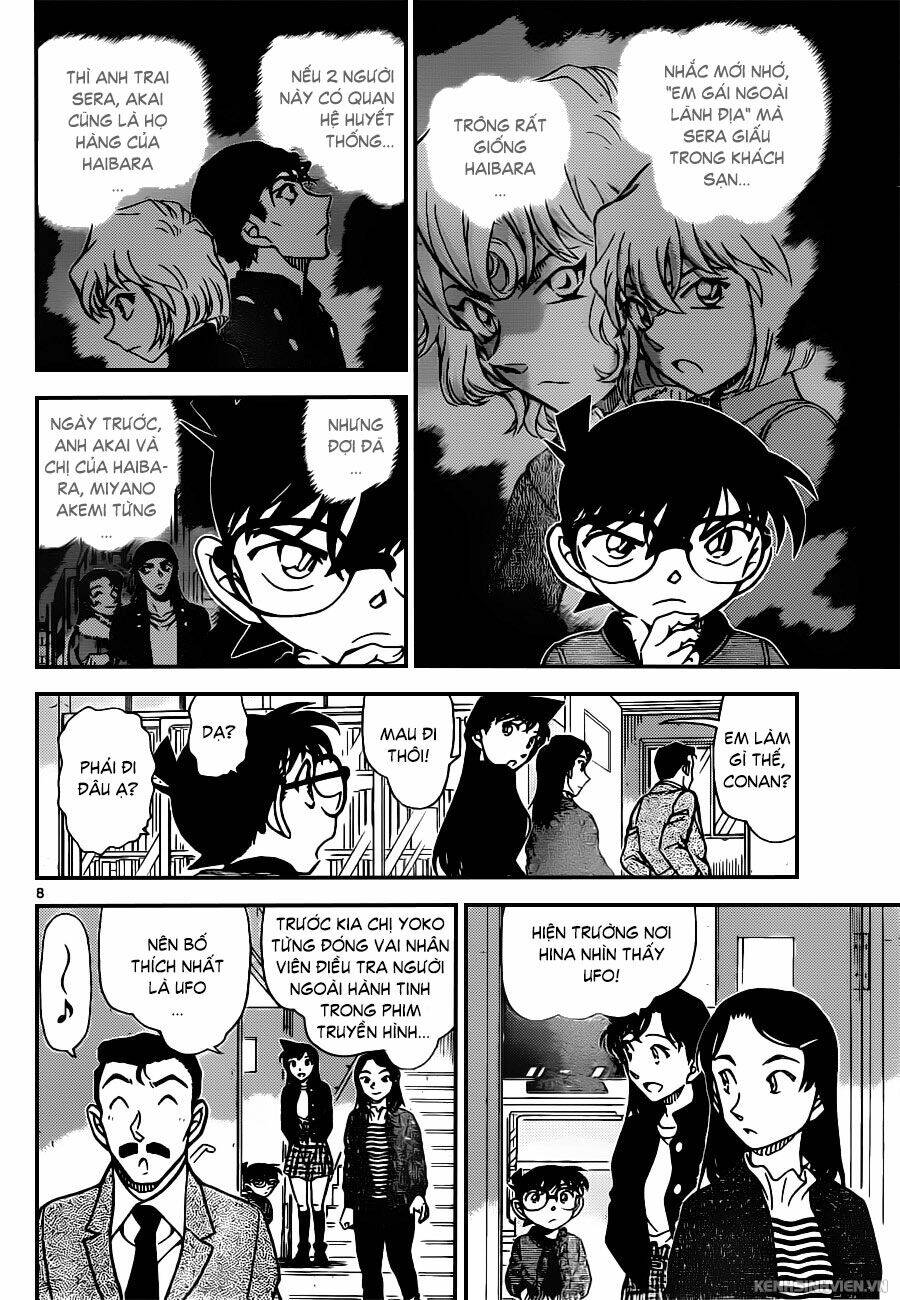 NHẮC MỚI NHỚ,
"EM GÁI NGOÀI
LÃNH ĐỊA" MÀ
SERA GIẤU
TRONG KHÁCH
SẠN...
TRÔNG RẤT
GIỐNG
HAIBARA
...
NẾU 2 NGƯỜI
NÀY CÓ QUAN
HỆ HUYẾT
THỐNG...
THÌ ANH TRAI
SERA, AKAI
CŨNG LÀ HỌ
HÀNG CỦA
HAIBARA
...
NHƯNG
ĐỢI ĐÃ
...
NGÀY TRƯỚC,
ANH AKAI VÀ
CHỊ CỦA HAIBA-
RA, MIYANO
AKEMI TỪNG
...
EM LÀM
GÌ THẾ,
CONAN?
MAU ĐI
THÔI!
DẠ?
PHẢI ĐI
ĐÂU Ạ?
8
HIỆN TRƯỜNG NƠI
HINA NHÌN THẤY
UFO!
TRƯỚC KIA CHỊ YOKO
TỪNG ĐÓNG VAI NHÂN
VIÊN ĐIỀU TRA NGƯỜI
NGOÀI HÀNH TINH
TRONG PHIM
TRUYỀN HÌNH...
NÊN BỐ
THÍCH NHẤT
LÀ UFO
...
♪
KENHSINHVIEN.VN